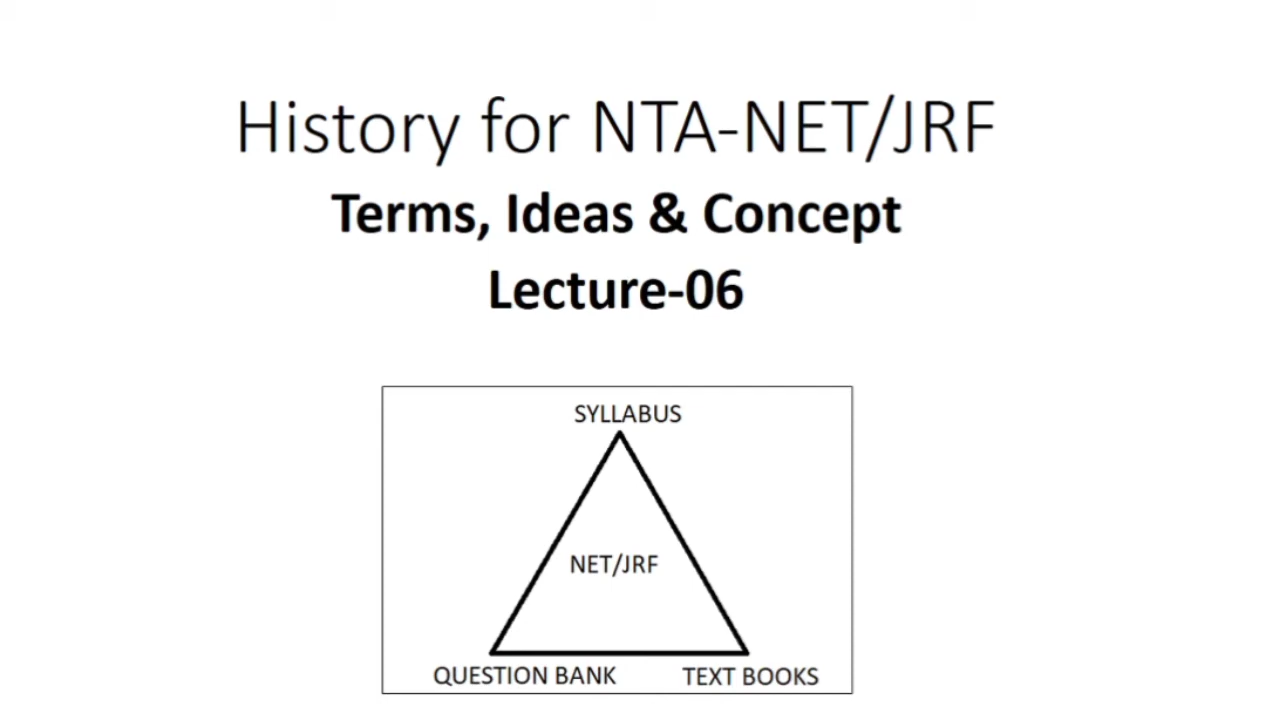 History for NTA-NET/JRF
Terms, Ideas & Concept
Lecture-06
SYLLABUS
NET/JRF
QUESTION BANK
TEXT BOOKS